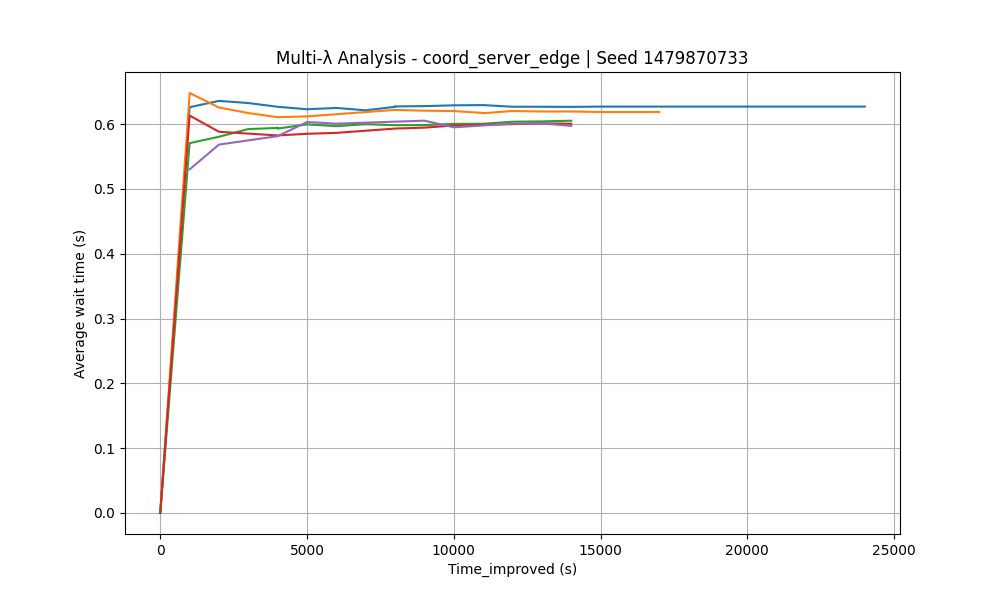 Multi-λ Analysis - coord_server_edge | Seed 1479870733
Average wait time (s)
0.6
0.5
0.4
0.3
0.2
0.1
0.0
0 5000 10000 15000 20000 25000
Time_improved (s)